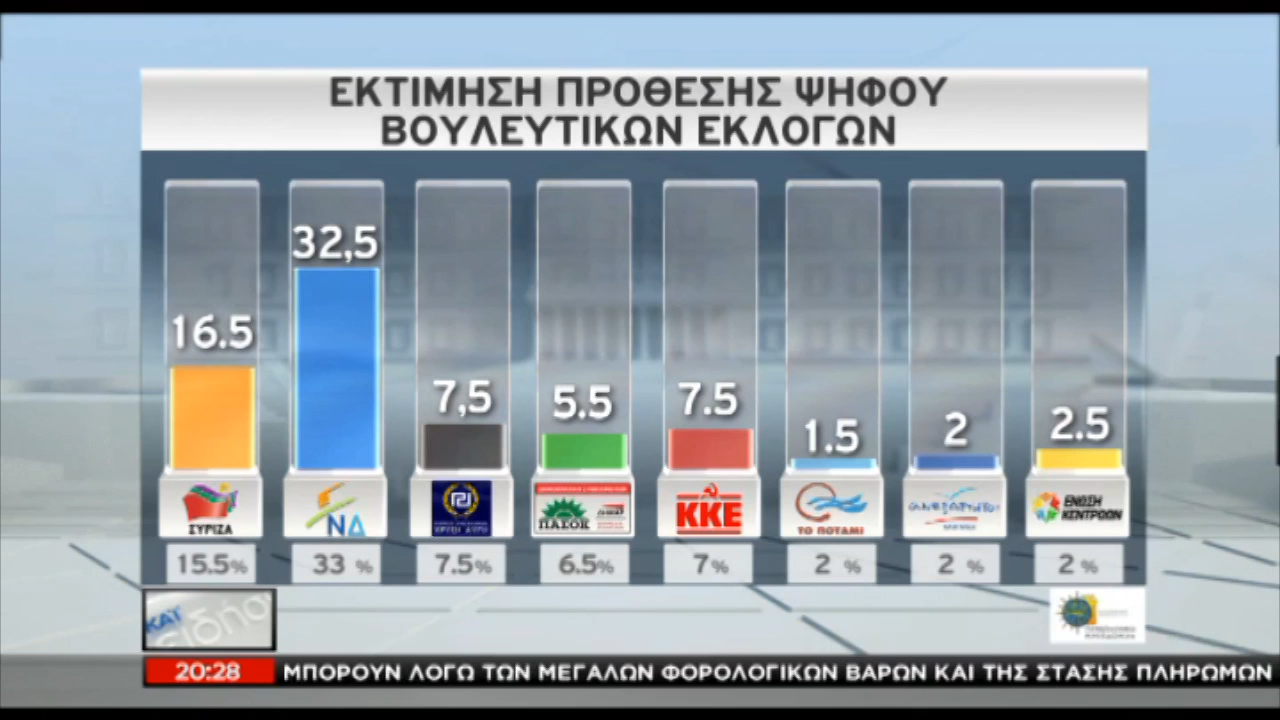 ΕΚΤΙΜΗΣΗ ΠΡΟΘΕΣΗΣ ΨΗΦΟΥ
ΒΟΥΛΕΥΤΙΚΩΝ ΕΚΛΟΓΩΝ
16.5 32,5 7,5 5.5 7.5 1.5 2 2.5
ΣΥΡΙΖΑ ΝΔ ΠΑΣΟΚ ΚΚΕ ΤΟ ΠΟΤΑΜΙ ΕΝΩΣΗ
ΚΕΝΤΡΩΩΝ
15.5% 33 % 7.5% 6.5% 7% 2 % 2 % 2 %
ΣΚΑΪ
ειδήσ
20:28 ΜΠΟΡΟΥΝ ΛΟΓΩ ΤΩΝ ΜΕΓΑΛΩΝ ΦΟΡΟΛΟΓΙΚΩΝ ΒΑΡΩΝ ΚΑΙ ΤΗΣ ΣΤΑΣΗΣ ΠΛΗΡΩΜΩΝ